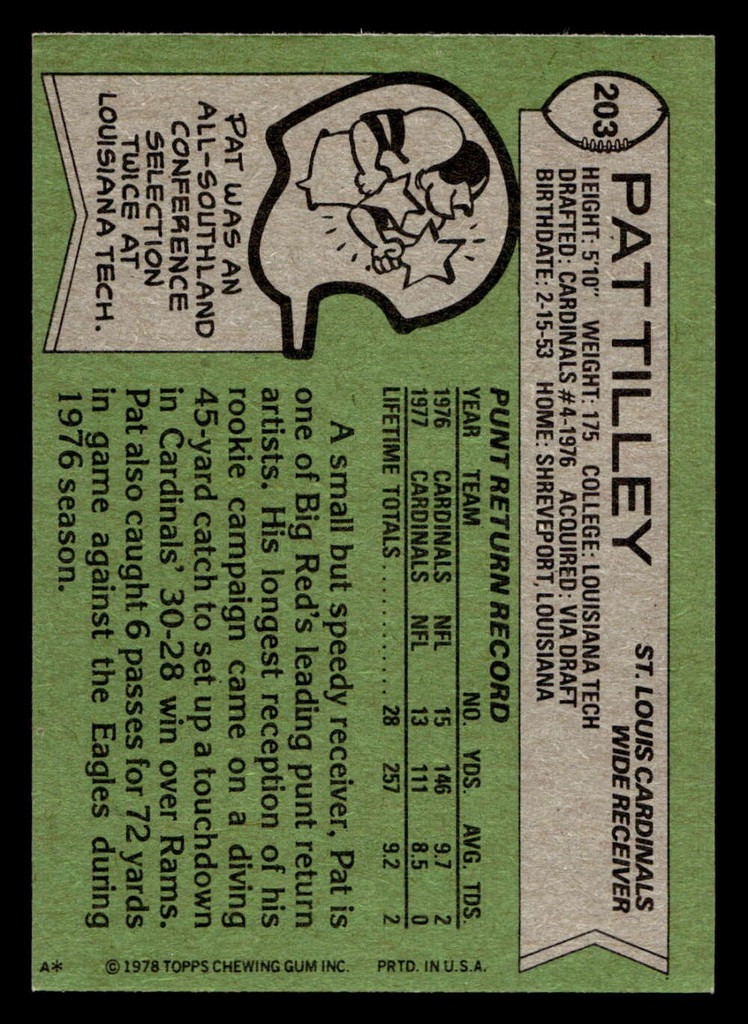 203
PAT TILLEY
ST. LOUIS CARDINALS
WIDE RECEIVER
HEIGHT: 5'10" WEIGHT: 175 COLLEGE: LOUISIANA TECH
DRAFTED: CARDINALS #4-1976 ACQUIRED: VIA DRAFT
BIRTHDATE: 2-15-53 HOME: SHREVEPORT, LOUISIANA
PAT WAS AN
ALL-SOUTHLAND
CONFERENCE
SELECTION
TWICE AT
LOUISIANA TECH.
PUNT RETURN RECORD
YEAR TEAM NO. YDS. AVG. TDS.
1976 CARDINALS NFL 15 146 9.7 2
1977 CARDINALS NFL 13 111 8.5 0
LIFETIME TOTALS............... 28 257 9.2 2
A small but speedy receiver, Pat is
one of Big Red's leading punt return
artists. His longest reception of his
rookie campaign came on a diving
45-yard catch to set up a touchdown
in Cardinals' 30-28 win over Rams.
Pat also caught 6 passes for 72 yards
in game against the Eagles during
1976 season.
A* © 1978 TOPPS CHEWING GUM INC. PRTD. IN U.S.A.